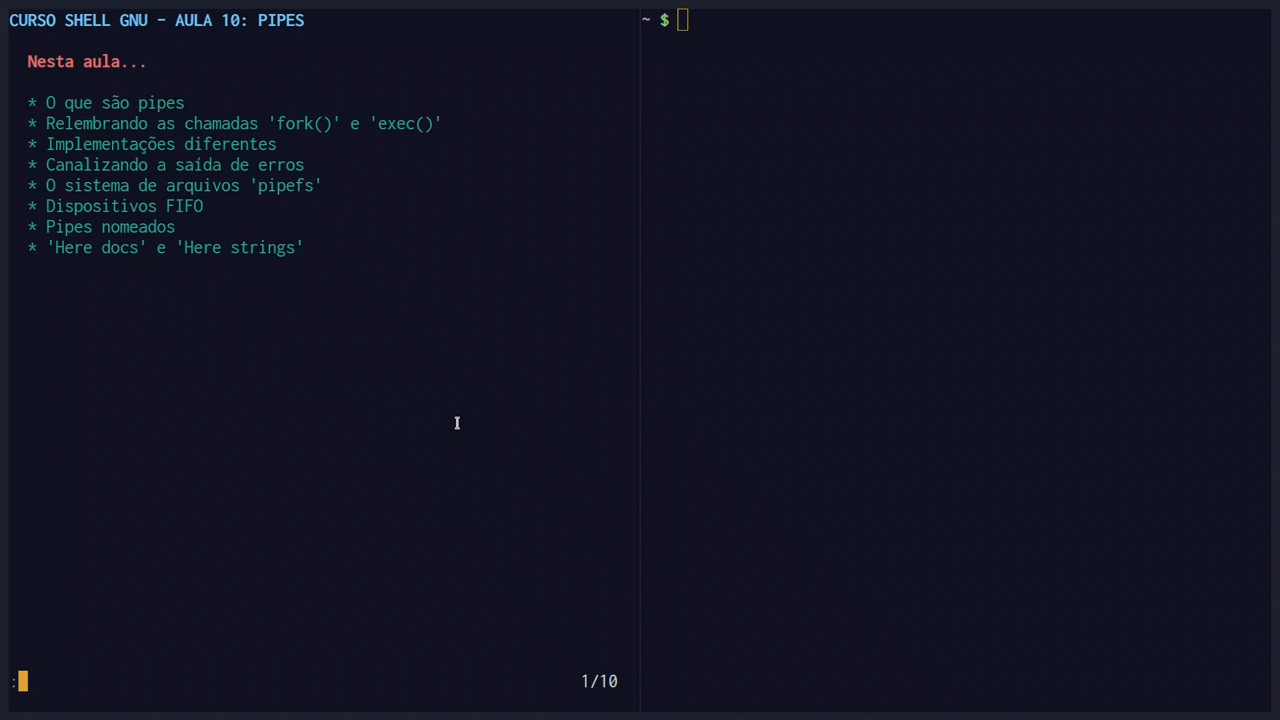 CURSO SHELL GNU - AULA 10: PIPES
Nesta aula...
* O que são pipes
* Relembrando as chamadas 'fork()' e 'exec()'
* Implementações diferentes
* Canalizando a saída de erros
* O sistema de arquivos 'pipefs'
* Dispositivos FIFO
* Pipes nomeados
* 'Here docs' e 'Here strings'
:
1/10
~ $